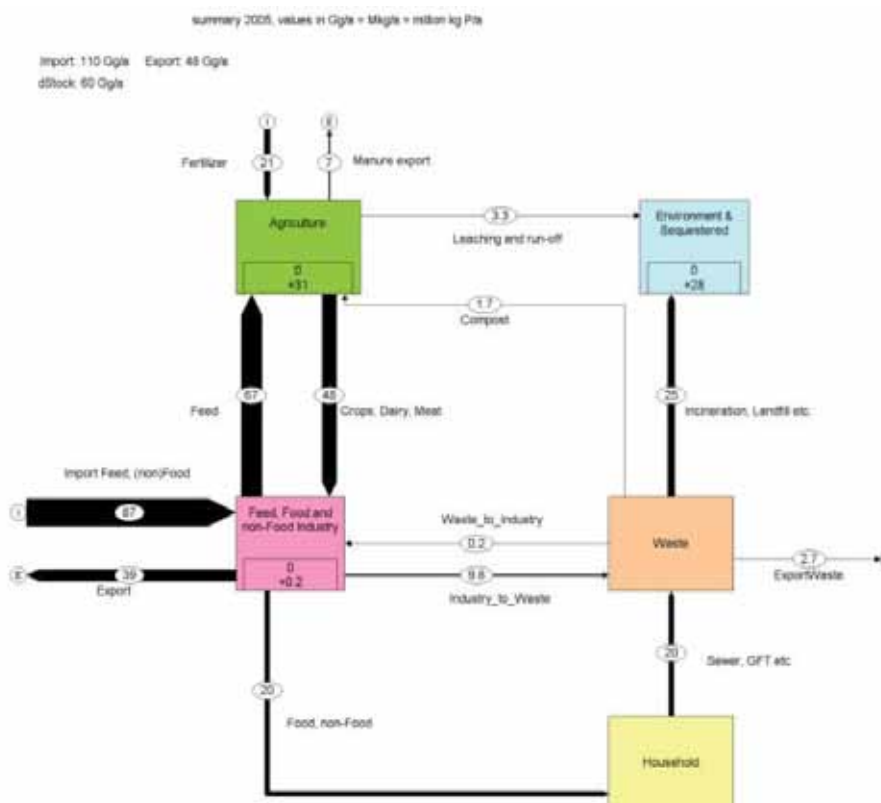 summary 2005, values in Gg/a = Mkg/a = million kg P/a
Import: 110 Gg/a Export: 48 Gg/a
dStock: 60 Gg/a
I
E
Fertilizer
21
7
Manure export
Agriculture
0
+31
3.3
Leaching and run-off
Environment &
Sequestered
0
+28
1.7
Compost
Feed
67
48
Crops, Dairy, Meat
25
Incineration, Landfill etc.
Import Feed, (non)Food
I
87
Feed, Food and
non-Food Industry
0
+0.2
Waste_to_Industry
0.2
Waste
2.7
ExportWaste
E
39
Export
9.6
Industry_to_Waste
20
Food, non-Food
20
Sewer, GFT etc
Household